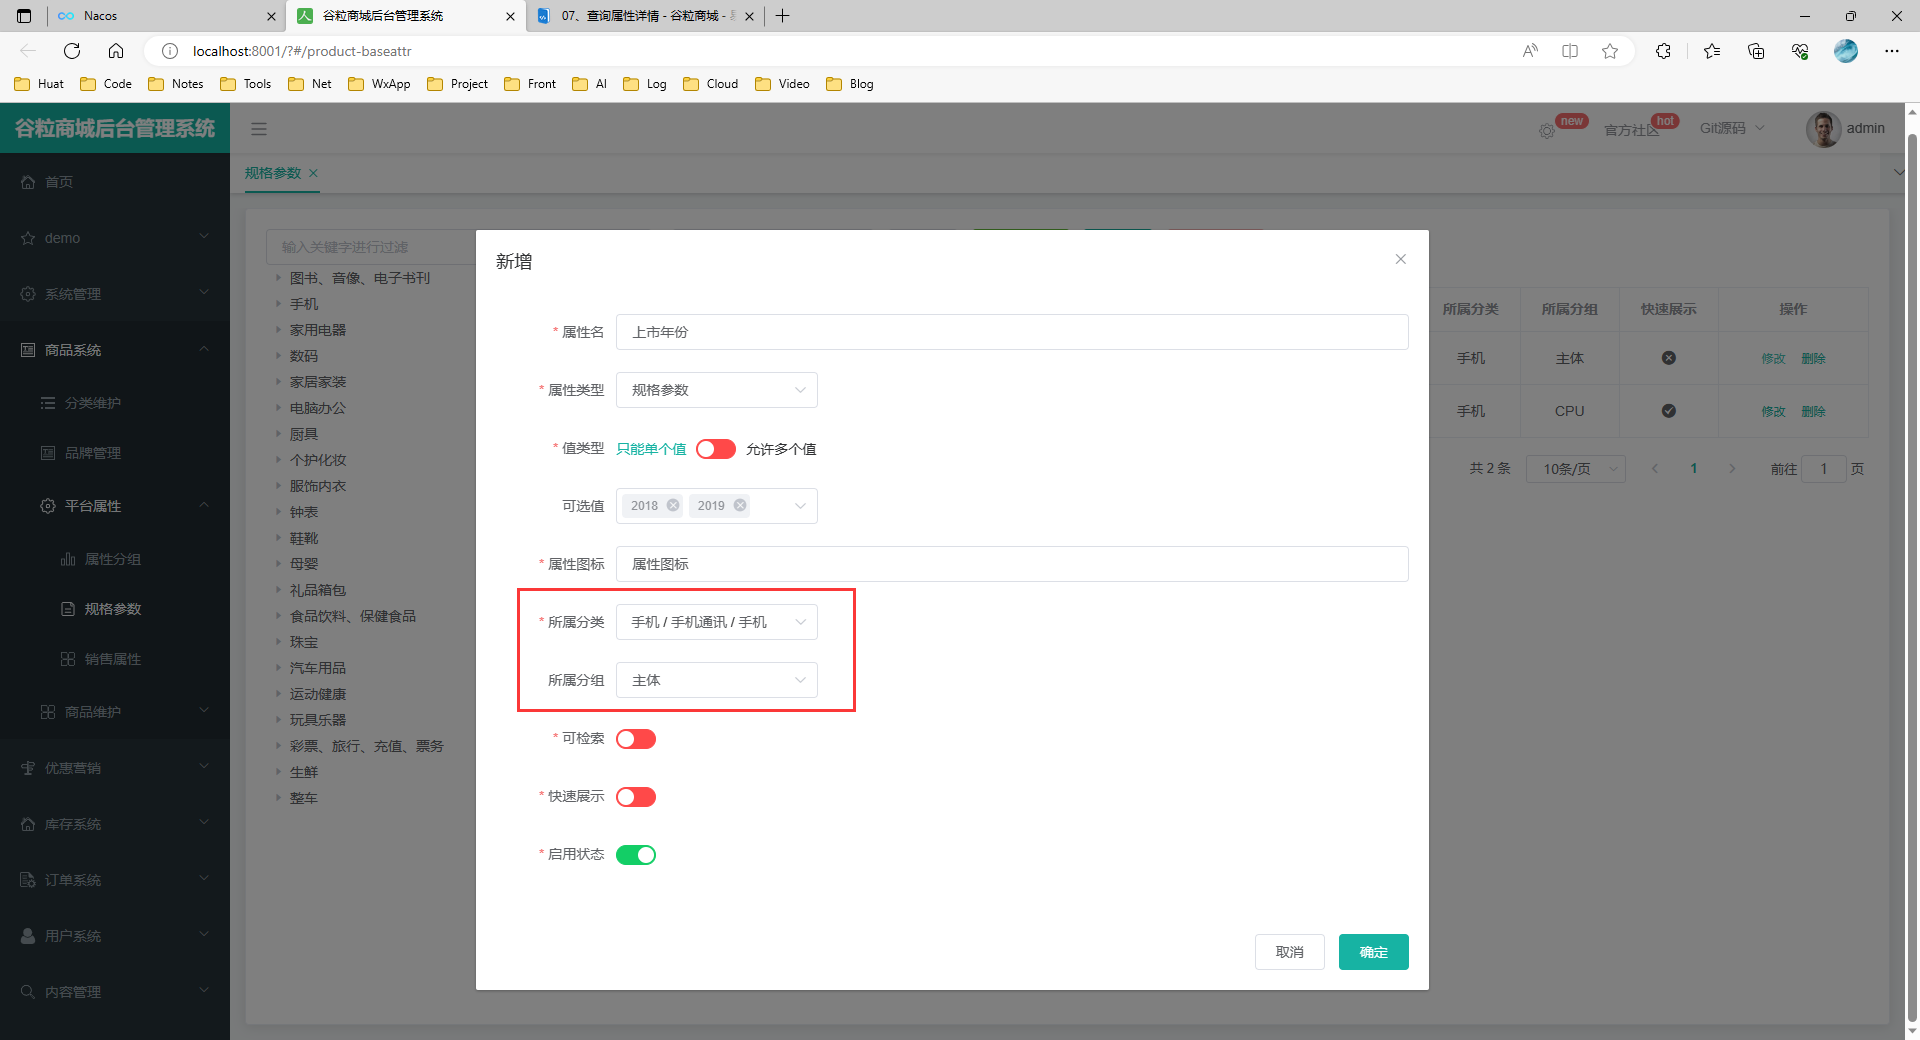 Nacos
谷粒商城后台管理系统
07、查询属性详情 - 谷粒商城 -
localhost:8001/?#/product-baseattr
Huat
Code
Notes
Tools
Net
WxApp
Project
Front
AI
Log
Cloud
Video
Blog
谷粒商城后台管理系统
new
官方社区
hot
Git源码
admin
首页
demo
系统管理
商品系统
分类维护
品牌管理
平台属性
属性分组
规格参数
销售属性
商品维护
优惠营销
库存系统
订单系统
用户系统
内容管理
规格参数
输入关键字进行过滤
图书、音像、电子书刊
手机
家用电器
数码
家居家装
电脑办公
厨具
个护化妆
服饰内衣
钟表
鞋靴
母婴
礼品箱包
食品饮料、保健食品
珠宝
汽车用品
运动健康
玩具乐器
彩票、旅行、充值、票务
生鲜
整车
新增
* 属性名 上市年份
* 属性类型 规格参数
* 值类型 只能单个值 允许多个值
可选值 2018 2019
* 属性图标 属性图标
* 所属分类 手机 / 手机通讯 / 手机
所属分组 主体
* 可检索
* 快速展示
* 启用状态
取消 确定
所属分类 所属分组 快速展示 操作
手机 主体 修改 删除
手机 CPU 修改 删除
共 2 条 10条/页 1 前往 1 页